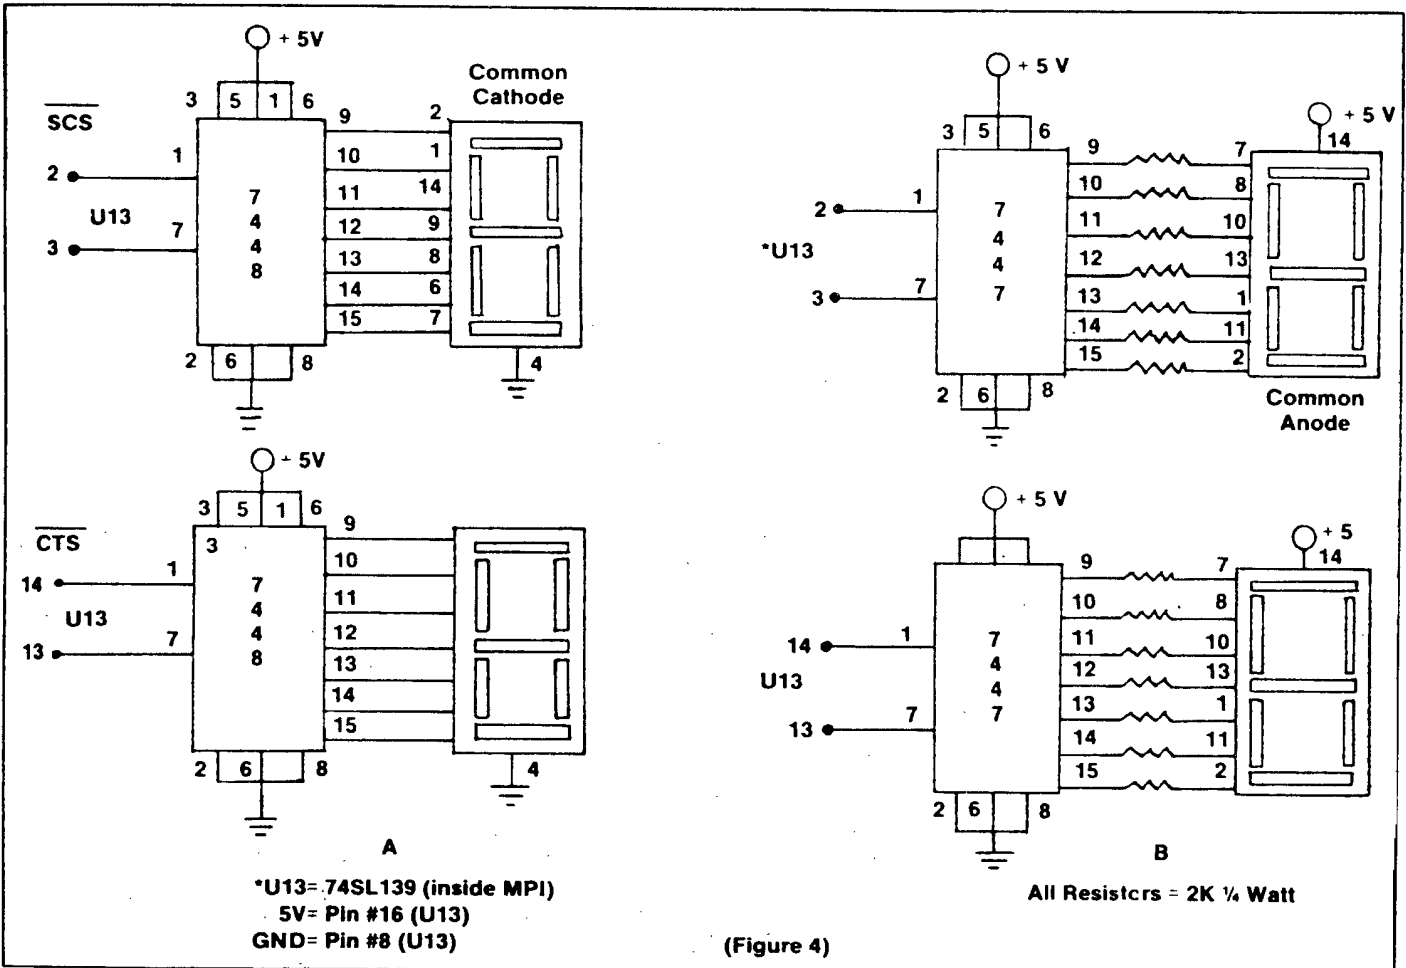 + 5V
Common
Cathode
3 5 1 6
SCS
2
1
U13
3
7
7
4
4
8
9 2
10 1
11 14
12 9
13 8
14 6
15 7
2 6 8
4
+ 5 V
3 5 6
+ 5 V
14
2
1
*U13
3
7
7
4
4
7
9 7
10 8
11 10
12 13
13 1
14 11
15 2
2 6 8
Common
Anode
+ 5V
3 5 1 6
CTS
3
14
1
U13
13
7
7
4
4
8
9
10
11
12
13
14
15
2 6 8
4
A
+ 5 V
+ 5
14
14
1
U13
13
7
7
4
4
7
9 7
10 8
11 10
12 13
13 1
14 11
15 2
2 6 8
B
*U13= 74SL139 (inside MPI)
5V= Pin #16 (U13)
GND= Pin #8 (U13)
All Resistors = 2K ¼ Watt
(Figure 4)